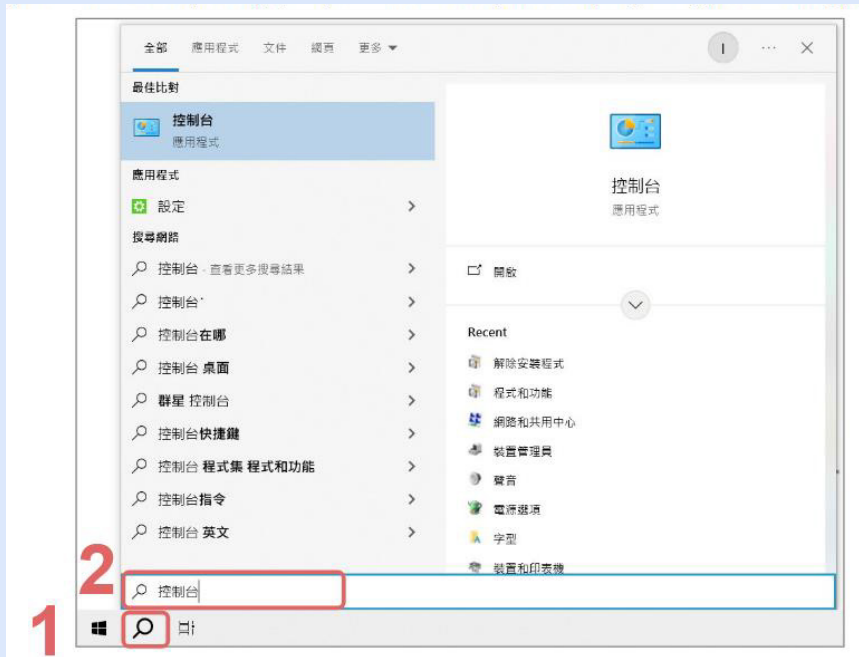 全部 應用程式 文件 網頁 更多
I
最佳比對
控制台
應用程式
應用程式
設定
搜尋網路
控制台 - 查看更多搜尋結果
控制台˙
控制台在哪
控制台 桌面
群星 控制台
控制台快捷鍵
控制台 程式集 程式和功能
控制台指令
控制台 英文
控制台
應用程式
開啟
Recent
解除安裝程式
程式和功能
網路和共用中心
裝置管理員
聲音
電源選項
字型
裝置和印表機
2
控制台
1